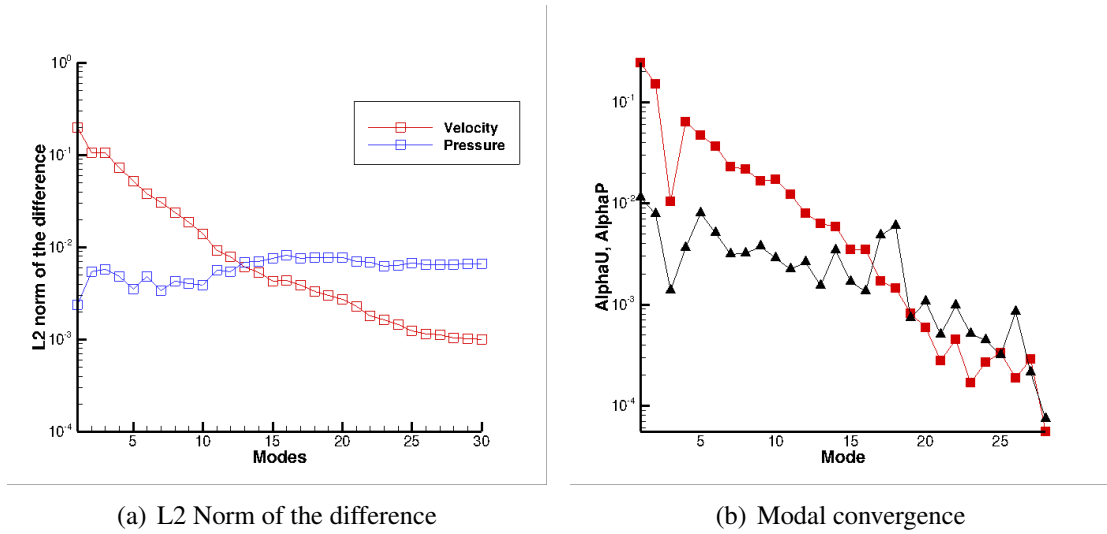 L2 norm of the difference
10^0
10^-1
10^-2
10^-3
10^-4
5
10
15
20
25
30
Modes
Velocity
Pressure
(a) L2 Norm of the difference
AlphaU, AlphaP
10^-1
10^-2
10^-3
10^-4
5
10
15
20
25
Mode
(b) Modal convergence